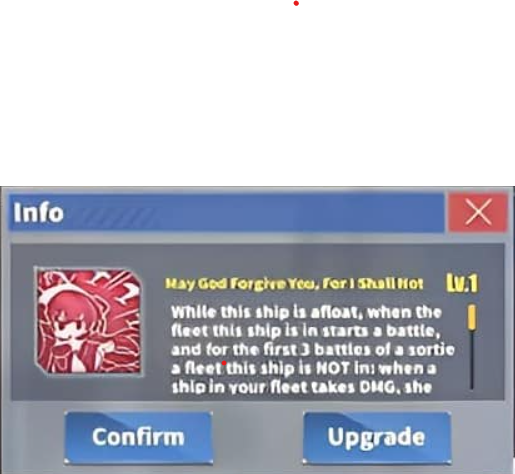 Info
May God Forgive You, For I Shall Not
Lv.1
While this ship is afloat, when the
fleet this ship is in starts a battle,
and for the first 3 battles of a sortie
a fleet this ship is NOT in: when a
ship in your fleet takes DMG, she
Confirm
Upgrade